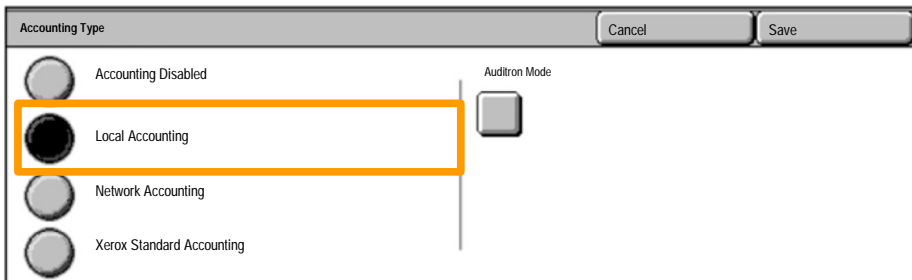 Accounting Type
Cancel
Save
Accounting Disabled
Auditron Mode
Local Accounting
Network Accounting
Xerox Standard Accounting